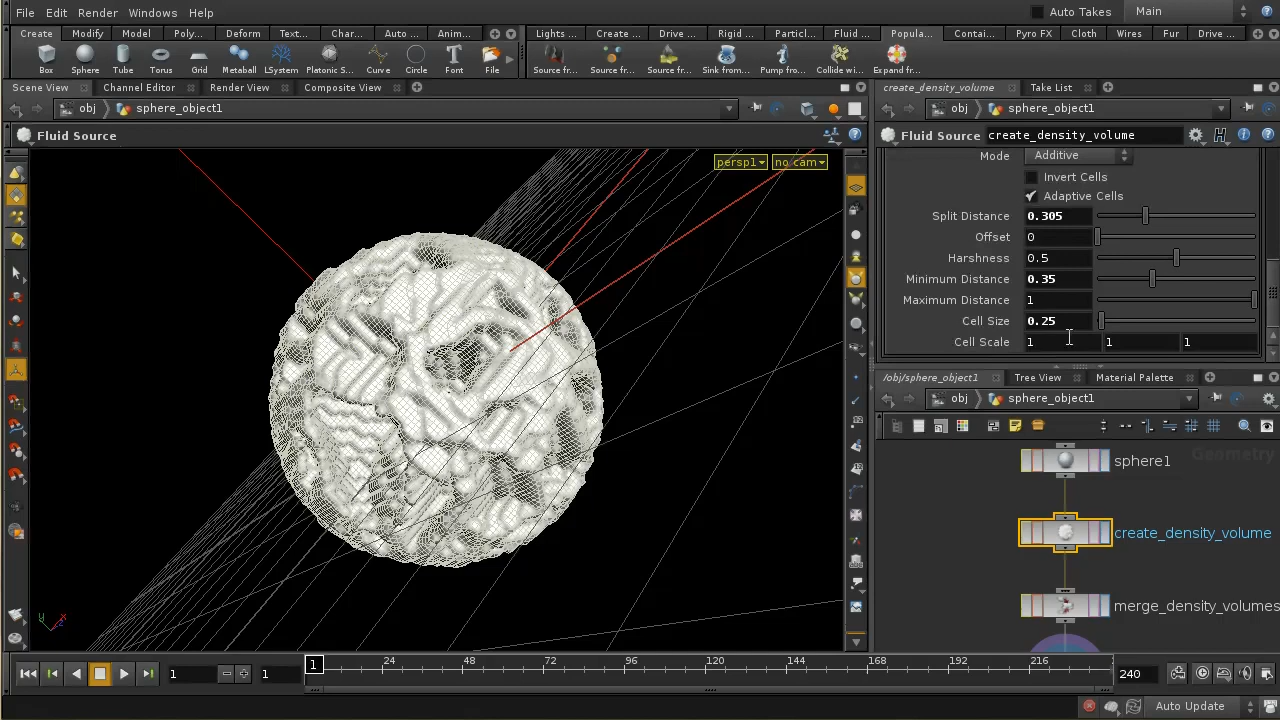 File Edit Render Windows Help Auto Takes Main
Create Modify Model Poly... Deform Text... Char... Auto ... Anim... Lights ... Create ... Drive ... Rigid ... Particl... Fluid ... Popula... Contai... Pyro FX Cloth Wires Fur Drive ...
Box Sphere Tube Torus Grid Metaball LSystem Platonic S... Curve Circle Font File Source fr... Source fr... Source fr... Sink from... Pump fro... Collide wi... Expand fr...
Scene View Channel Editor Render View Composite View create_density_volume Take List
obj sphere_object1 obj sphere_object1
Fluid Source Fluid Source create_density_volume
persp1 no cam
Mode Additive
Invert Cells
Adaptive Cells
Split Distance 0.305
Offset 0
Harshness 0.5
Minimum Distance 0.35
Maximum Distance 1
Cell Size 0.25
Cell Scale 1 1 1
/obj/sphere_object1 Tree View Material Palette
obj sphere_object1
Geometry
sphere1
create_density_volume
merge_density_volumes
1 1 1 24 48 72 96 120 144 168 192 216 240
Auto Update